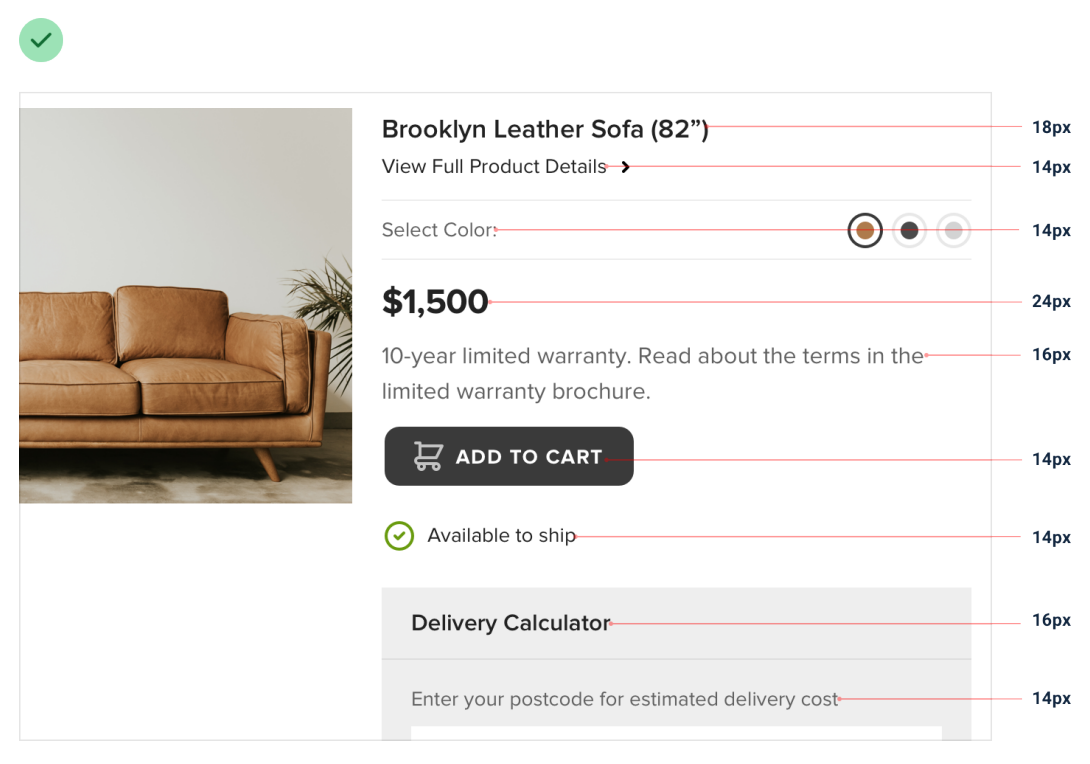 Brooklyn Leather Sofa (82”)
18px
View Full Product Details
14px
Select Color:
14px
$1,500
24px
10-year limited warranty. Read about the terms in the
16px
limited warranty brochure.
ADD TO CART
14px
Available to ship
14px
Delivery Calculator
16px
Enter your postcode for estimated delivery cost
14px